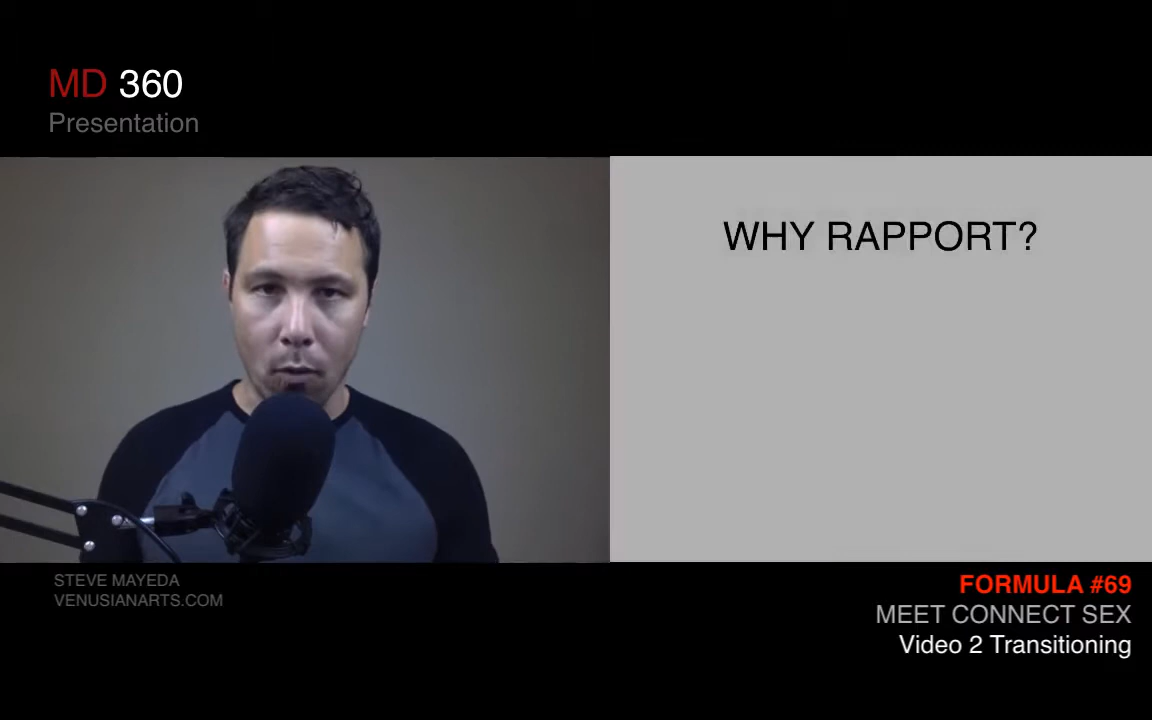 MD 360
Presentation
WHY RAPPORT?
STEVE MAYEDA
VENUSIANARTS.COM
FORMULA #69
MEET CONNECT SEX
Video 2 Transitioning